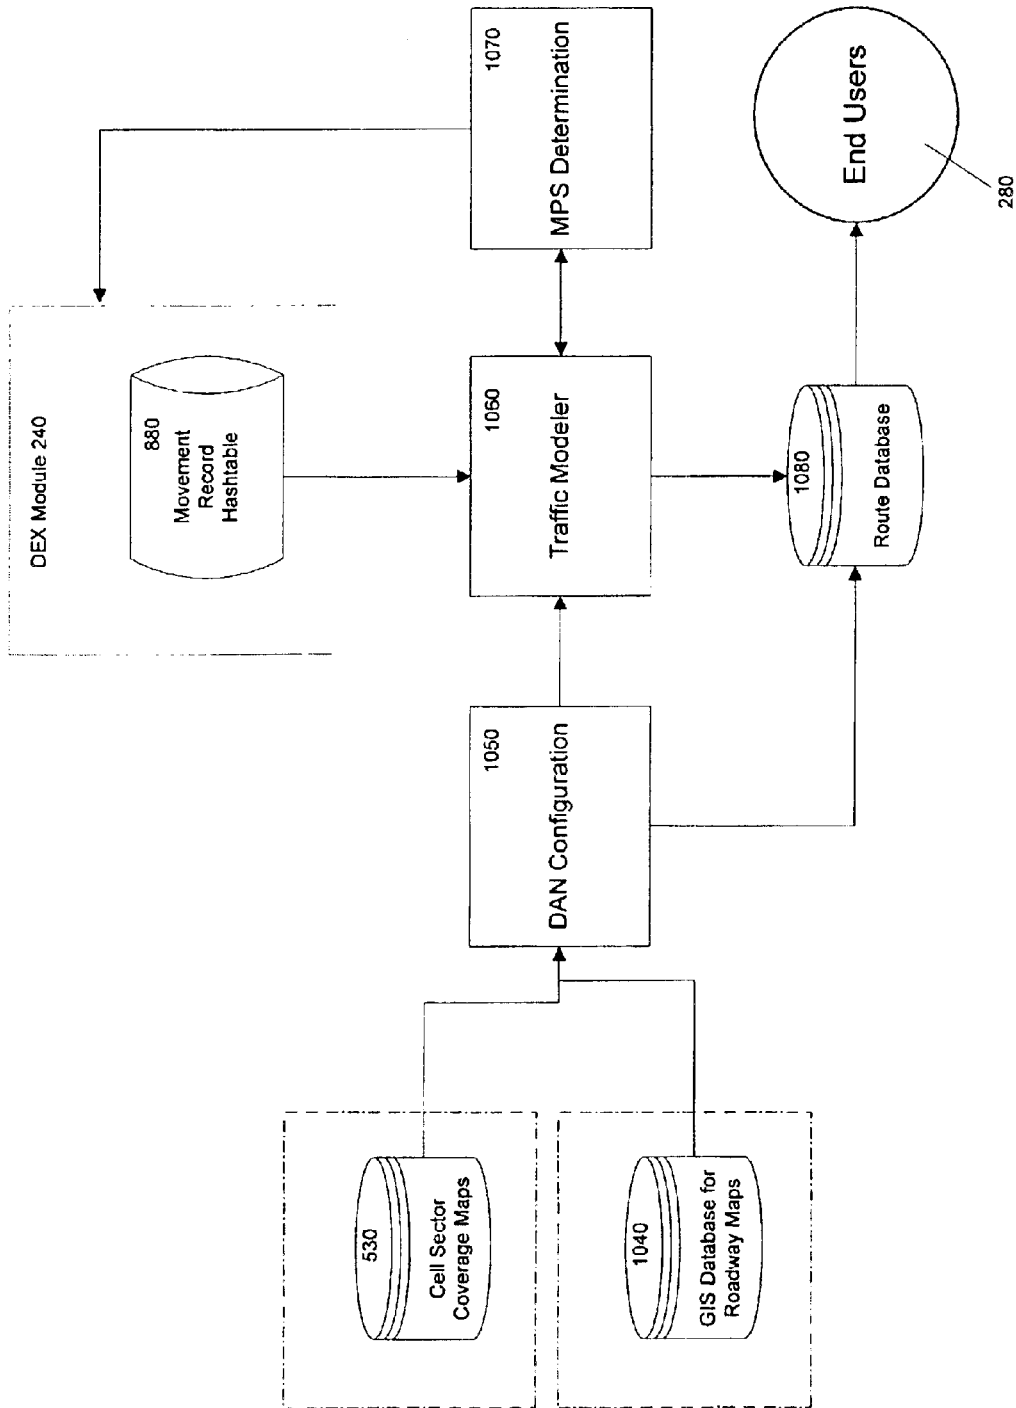 DEX Module 240
880
Movement
Record
Hashtable
530
Cell Sector
Coverage Maps
1040
GIS Database for
Roadway Maps
1050
DAN Configuration
1060
Traffic Modeler
1070
MPS Determination
1080
Route Database
End Users
280